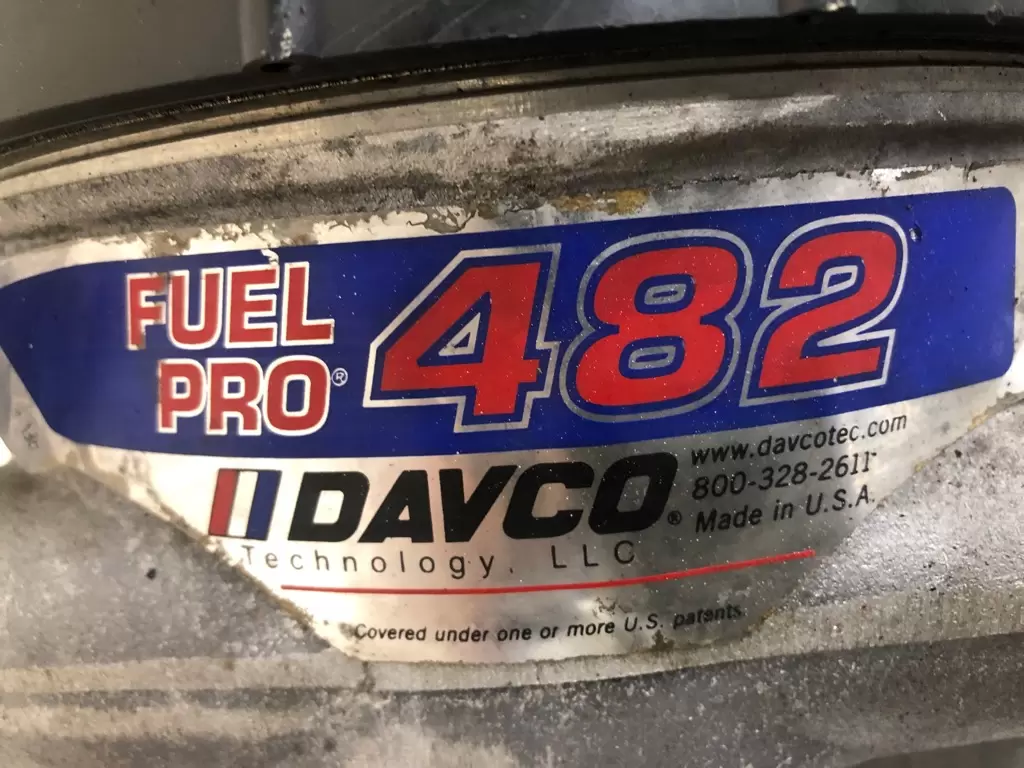 FUEL
PRO®
482
DAVCO®
Technology, LLC
www.davcotec.com
800-328-2611
Made in U.S.A.
Covered under one or more U.S. patents